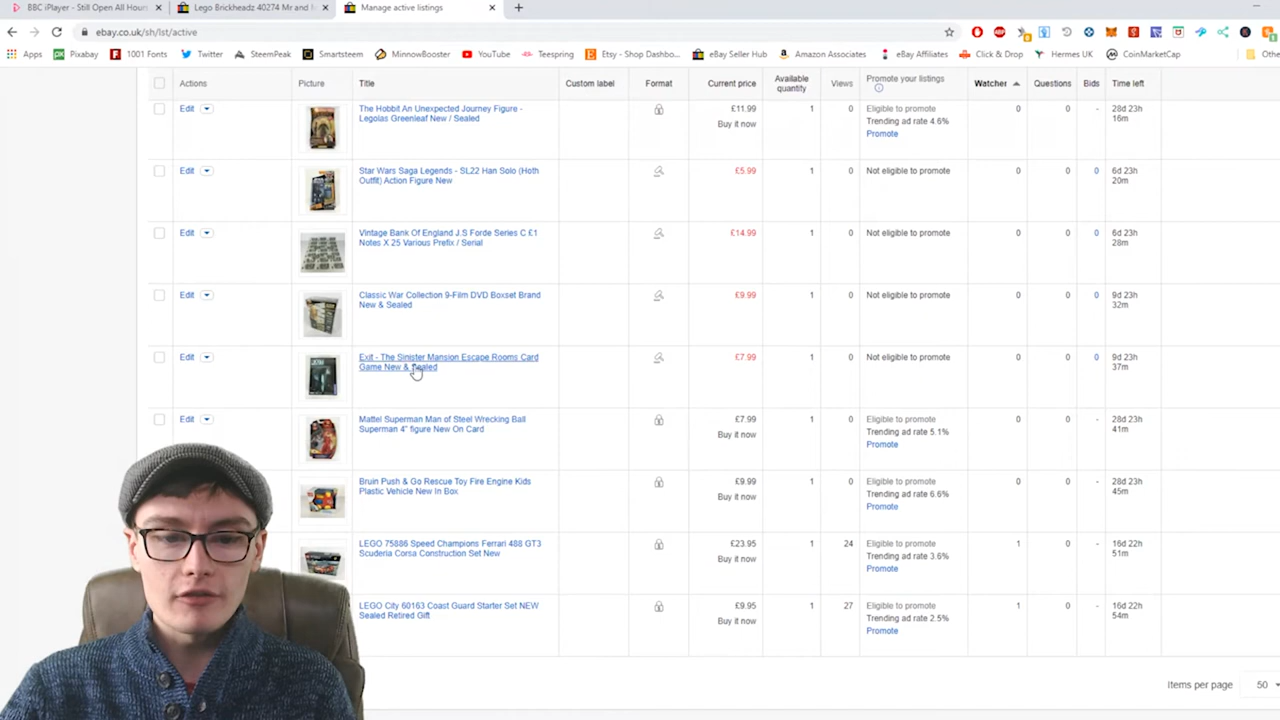 BBC iPlayer - Still Open All Hours
Lego Brickheadz 40274 Mr and M
Manage active listings
ebay.co.uk/sh/lst/active
Apps Pixabay 1001 Fonts Twitter SteemPeak Smartsteem MinnowBooster YouTube Teespring Etsy - Shop Dashbo... eBay Seller Hub Amazon Associates eBay Affiliates Click & Drop Hermes UK CoinMarketCap
Actions Picture Title Custom label Format Current price Available quantity Views Promote your listings Watcher Questions Bids Time left
Edit The Hobbit An Unexpected Journey Figure - £11.99 1 0 Eligible to promote 0 0 - 28d 23h
Legolas Greenleaf New / Sealed Buy it now Trending ad rate 4.6% 16m
Promote
Edit Star Wars Saga Legends - SL22 Han Solo (Hoth £5.99 1 0 Not eligible to promote 0 0 0 6d 23h
Outfit) Action Figure New 20m
Edit Vintage Bank Of England J.S Forde Series C £1 £14.99 1 0 Not eligible to promote 0 0 0 6d 23h
Notes X 25 Various Prefix / Serial 28m
Edit Classic War Collection 9-Film DVD Boxset Brand £9.99 1 0 Not eligible to promote 0 0 0 9d 23h
New & Sealed 32m
Edit Exit - The Sinister Mansion Escape Rooms Card £7.99 1 0 Not eligible to promote 0 0 0 9d 23h
Game New & Sealed 37m
Edit Mattel Superman Man of Steel Wrecking Ball £7.99 1 0 Eligible to promote 0 0 - 28d 23h
Superman 4" figure New On Card Buy it now Trending ad rate 5.1% 41m
Promote
Bruin Push & Go Rescue Toy Fire Engine Kids £9.99 1 0 Eligible to promote 0 0 - 28d 23h
Plastic Vehicle New In Box Buy it now Trending ad rate 6.6% 45m
Promote
LEGO 75886 Speed Champions Ferrari 488 GT3 £23.95 1 24 Eligible to promote 1 0 - 16d 22h
Scuderia Corsa Construction Set New Buy it now Trending ad rate 3.6% 51m
Promote
LEGO City 60163 Coast Guard Starter Set NEW £9.95 1 27 Eligible to promote 1 0 - 16d 22h
Sealed Retired Gift Buy it now Trending ad rate 2.5% 54m
Promote
Items per page 50